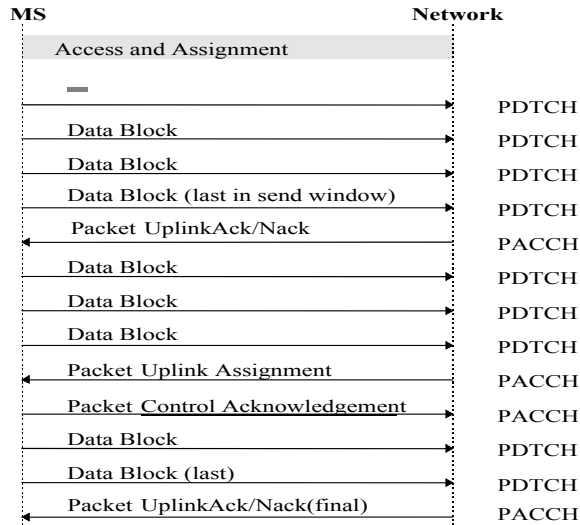 MS Network
Access and Assignment
PDTCH
Data Block
PDTCH
Data Block
PDTCH
Data Block (last in send window)
PDTCH
Packet UplinkAck/Nack
PACCH
Data Block
PDTCH
Data Block
PDTCH
Data Block
PDTCH
Packet Uplink Assignment
PACCH
Packet Control Acknowledgement
PACCH
Data Block
PDTCH
Data Block (last)
PDTCH
Packet UplinkAck/Nack(final)
PACCH